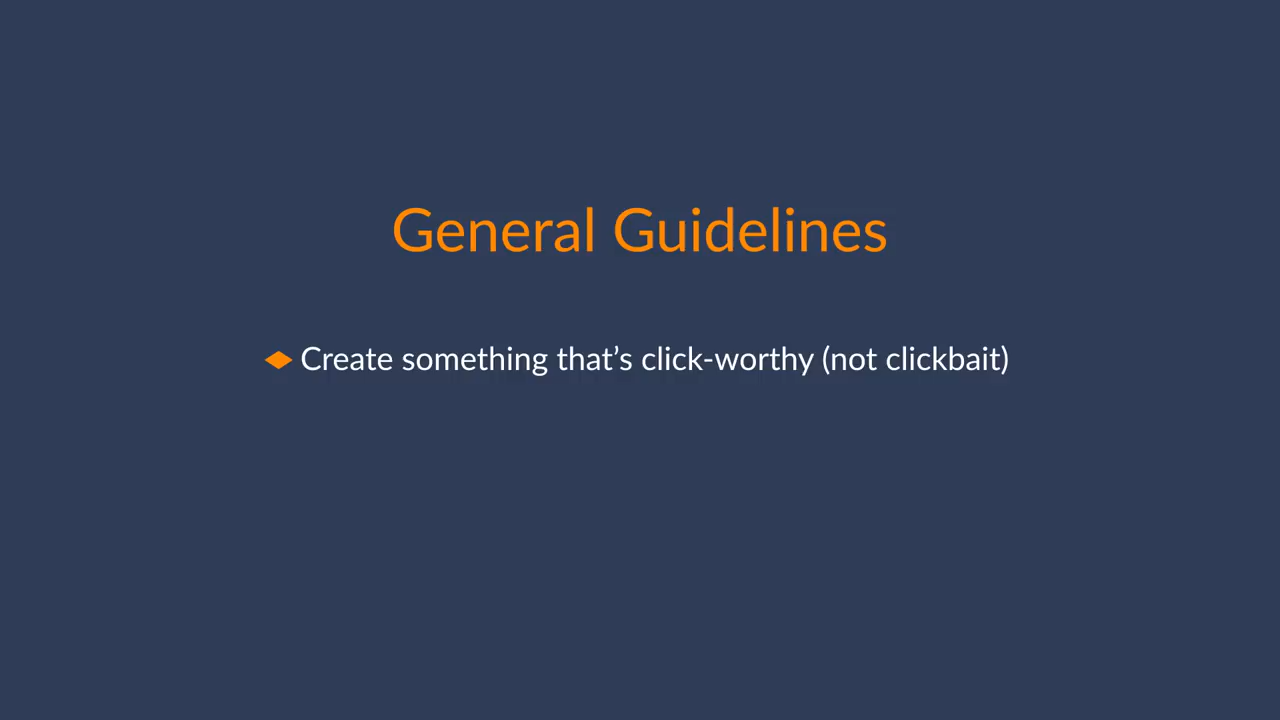 General Guidelines
Create something that’s click-worthy (not clickbait)